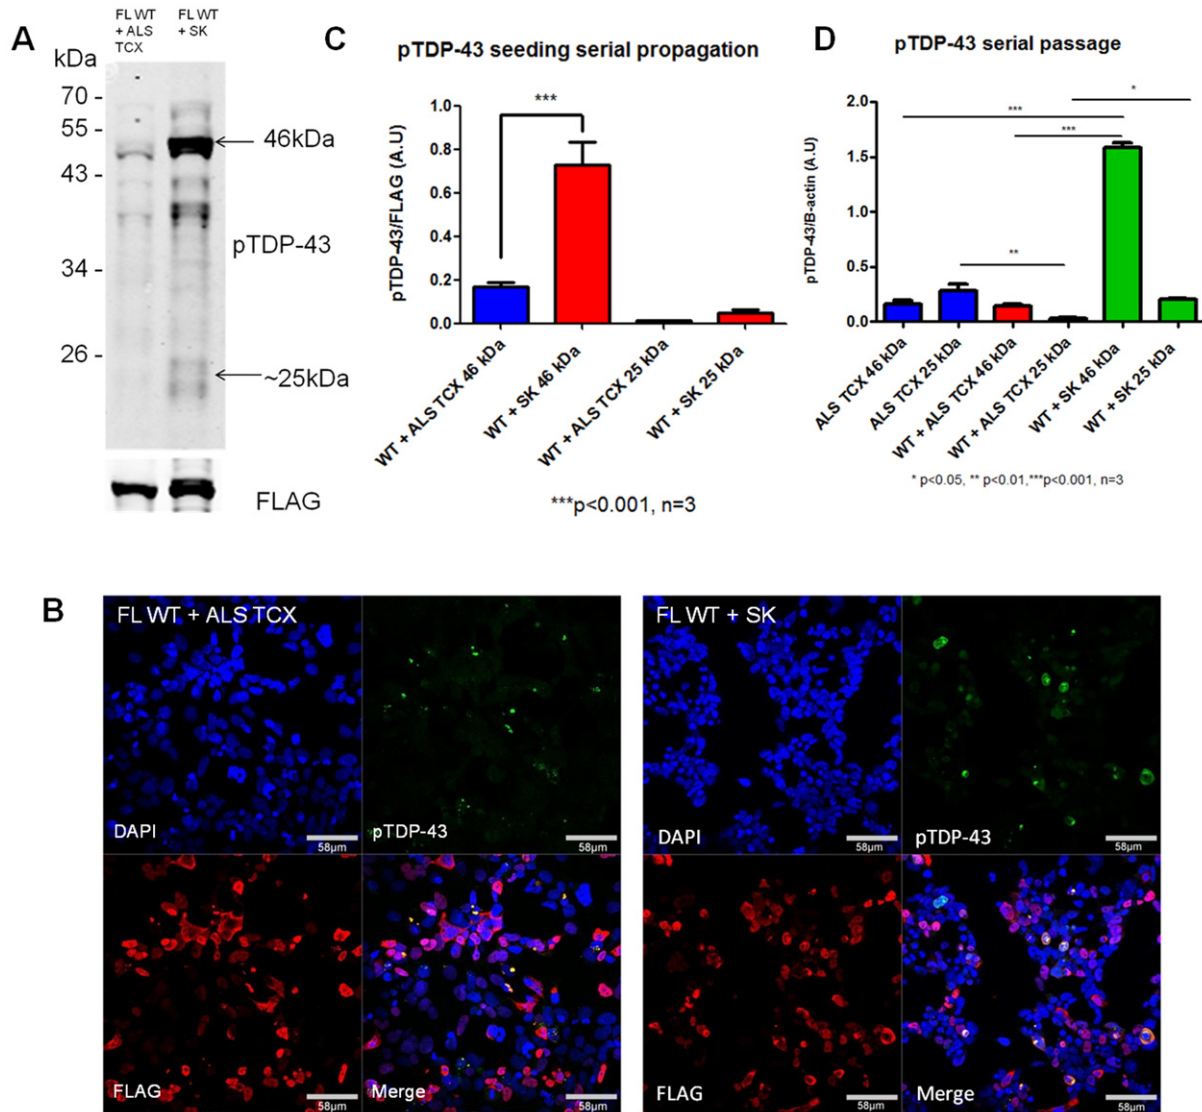 A
FL WT
+ ALS
TCX
FL WT
+ SK
kDa
70 -
55 -
43 -
34 -
26 -
46kDa
pTDP-43
~25kDa
FLAG
C
pTDP-43 seeding serial propagation
pTDP-43/FLAG (A.U)
1.0
0.8
0.6
0.4
0.2
0.0
***
WT + ALS TCX 46 kDa
WT + SK 46 kDa
WT + ALS TCX 25 kDa
WT + SK 25 kDa
***p<0.001, n=3
D
pTDP-43 serial passage
pTDP-43/B-actin (A.U)
2.0
1.5
1.0
0.5
0.0
*
***
***
**
ALS TCX 46 kDa
ALS TCX 25 kDa
WT + ALS TCX 46 kDa
WT + ALS TCX 25 kDa
WT + SK 46 kDa
WT + SK 25 kDa
* p<0.05, ** p<0.01,***p<0.001, n=3
B
FL WT + ALS TCX
DAPI
58µm
pTDP-43
58µm
FLAG
58µm
Merge
58µm
FL WT + SK
DAPI
58µm
pTDP-43
58µm
FLAG
58µm
Merge
58µm